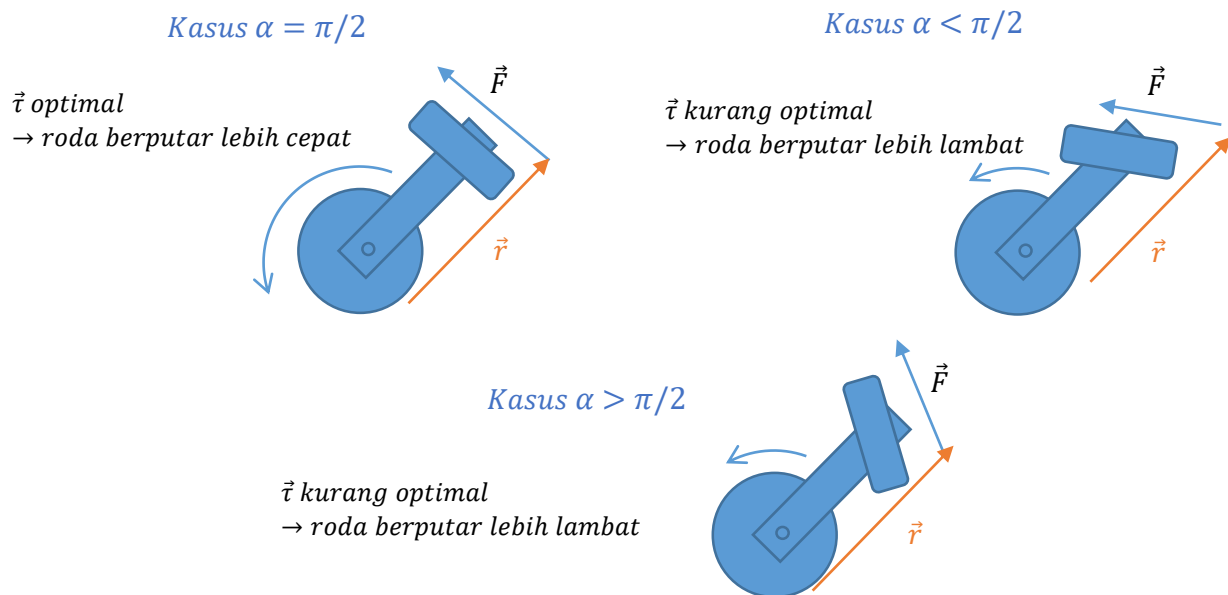 Kasus α = π/2
F⃗
τ⃗ optimal
→ roda berputar lebih cepat
r⃗
Kasus α < π/2
F⃗
τ⃗ kurang optimal
→ roda berputar lebih lambat
r⃗
Kasus α > π/2
F⃗
τ⃗ kurang optimal
→ roda berputar lebih lambat
r⃗